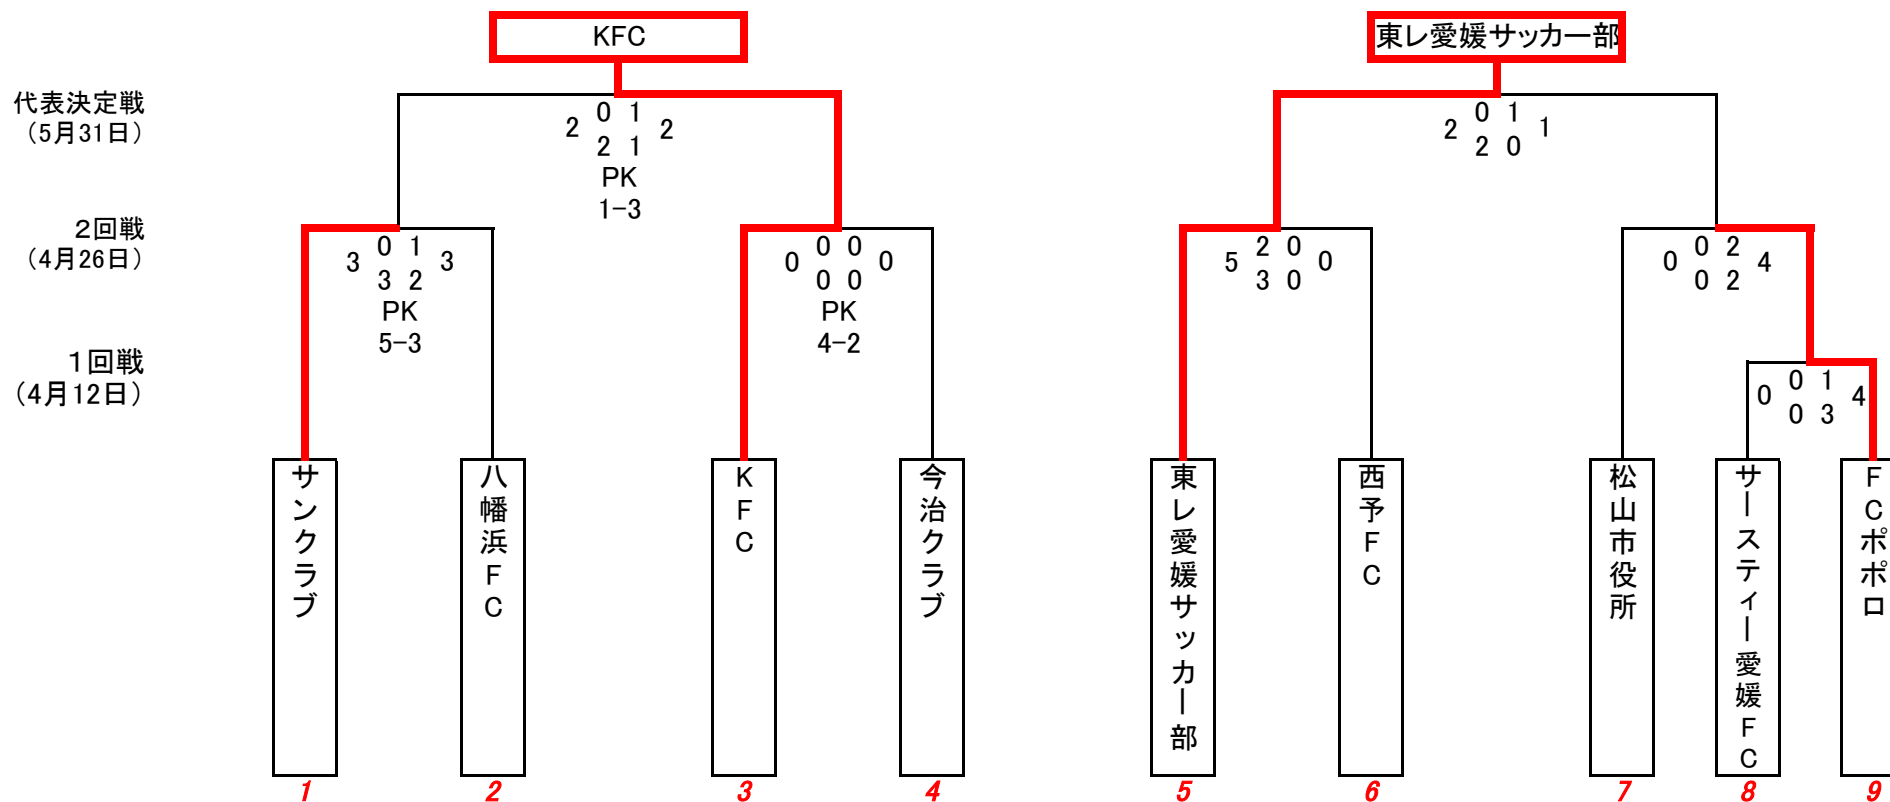 KFC
東レ愛媛サッカー部
代表決定戦
（5月31日）
0 1
2 2
2 1
PK
1-3
0 1
2 1
2 0
２回戦
（4月26日）
0 1
3 3
3 2
PK
5-3
0 0
0 0
0 0
PK
4-2
2 0
5 0
3 0
0 2
0 4
0 2
１回戦
（4月12日）
0 1
0 4
0 3
サンクラブ
八幡浜FC
KFC
今治クラブ
東レ愛媛サッカー部
西予FC
松山市役所
サースティー愛媛FC
FCポポロ
1 2 3 4 5 6 7 8 9